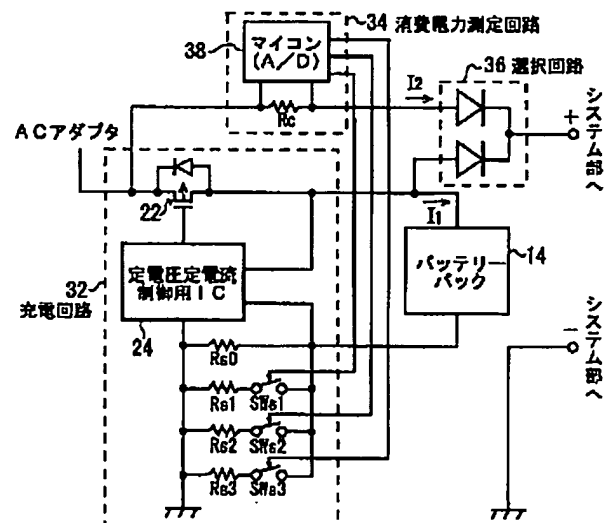 34 消費電力測定回路
38
マイコン
(A/D)
36 選択回路
I2
Rc
ACアダプタ
システム部へ
+
22
I1
定電圧定電流
制御用IC
バッテリー
パック
14
32
充電回路
24
Rs0
Rs1
SWs1
Rs2
SWs2
Rs3
SWs3
−
システム部へ